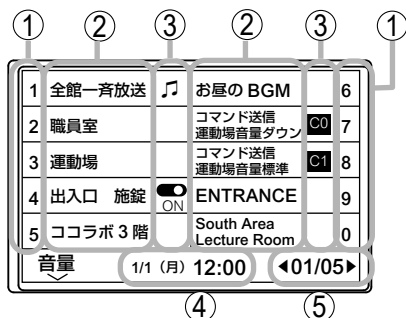 ① ② ③ ② ③ ①
1 全館一斉放送 ♫ お昼の BGM 6
2 職員室 コマンド送信
運動場音量ダウン C0 7
3 運動場 コマンド送信
運動場音量標準 C1 8
4 出入口 施錠 ON ENTRANCE 9
5 ココラボ 3 階 South Area
Lecture Room 0
音量 1/1 (月) 12:00 ◀01/05▶
④ ⑤